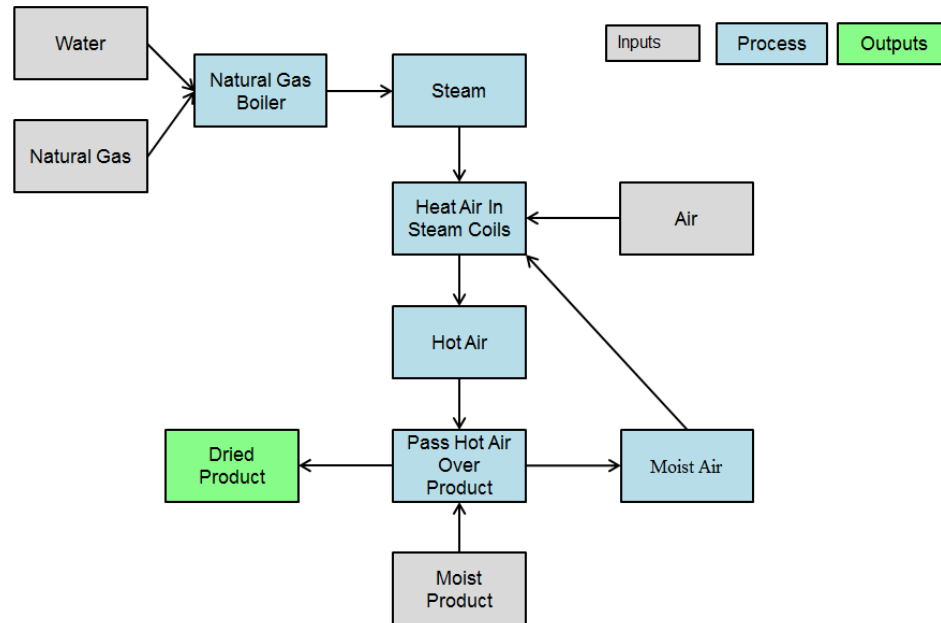 Water
Inputs
Process
Outputs
Natural Gas
Boiler
Steam
Natural Gas
Heat Air In
Steam Coils
Air
Hot Air
Dried
Product
Pass Hot Air
Over
Product
Moist Air
Moist
Product